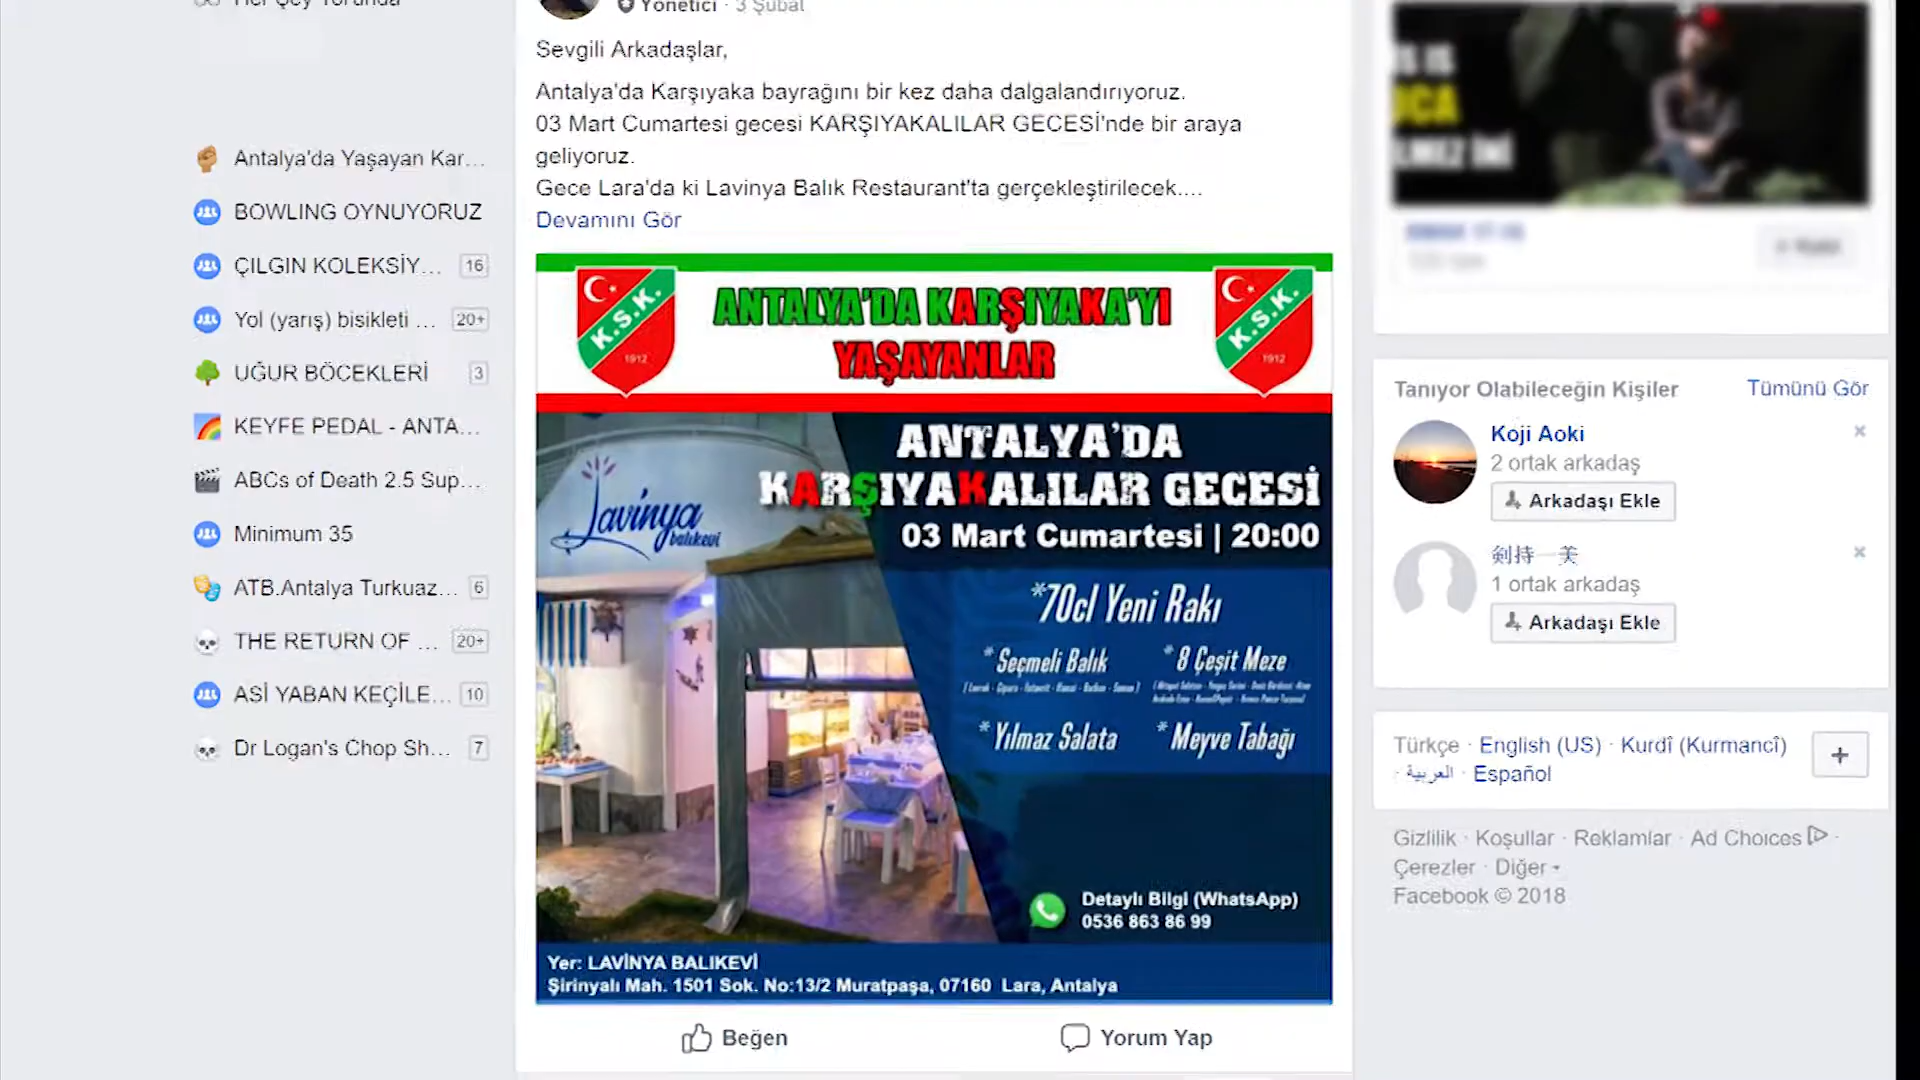 Her Şey Yolunda
Antalya'da Yaşayan Kar...
BOWLING OYNUYORUZ
ÇILGIN KOLEKSİY... 16
Yol (yarış) bisikleti ... 20+
UĞUR BÖCEKLERİ 3
KEYFE PEDAL - ANTA...
ABCs of Death 2.5 Sup...
Minimum 35
ATB.Antalya Turkuaz... 6
THE RETURN OF ... 20+
ASİ YABAN KEÇİLE... 10
Dr Logan's Chop Sh... 7
Yönetici · 3 Şubat
Sevgili Arkadaşlar,
Antalya'da Karşıyaka bayrağını bir kez daha dalgalandırıyoruz.
03 Mart Cumartesi gecesi KARŞIYAKALILAR GECESİ'nde bir araya
geliyoruz.
Gece Lara'da ki Lavinya Balık Restaurant'ta gerçekleştirilecek....
Devamını Gör
K.S.K.
1912
ANTALYA'DA KARŞIYAKA'YI
YAŞAYANLAR
K.S.K.
1912
Lavinya
balıkevi
ANTALYA'DA
KARŞIYAKALILAR GECESİ
03 Mart Cumartesi | 20:00
*70cl Yeni Rakı
*Seçmeli Balık
*8 Çeşit Meze
*Yılmaz Salata
*Meyve Tabağı
Detaylı Bilgi (WhatsApp)
0536 863 86 99
Yer: LAVİNYA BALIKEVİ
Şirinyalı Mah. 1501 Sok. No:13/2 Muratpaşa, 07160 Lara, Antalya
Beğen
Yorum Yap
Tanıyor Olabileceğin Kişiler Tümünü Gör
Koji Aoki
2 ortak arkadaş
Arkadaşı Ekle
剣持一美
1 ortak arkadaş
Arkadaşı Ekle
Türkçe · English (US) · Kurdî (Kurmancî)
· العربية · Español
Gizlilik · Koşullar · Reklamlar · Ad Choices ·
Çerezler · Diğer
Facebook © 2018